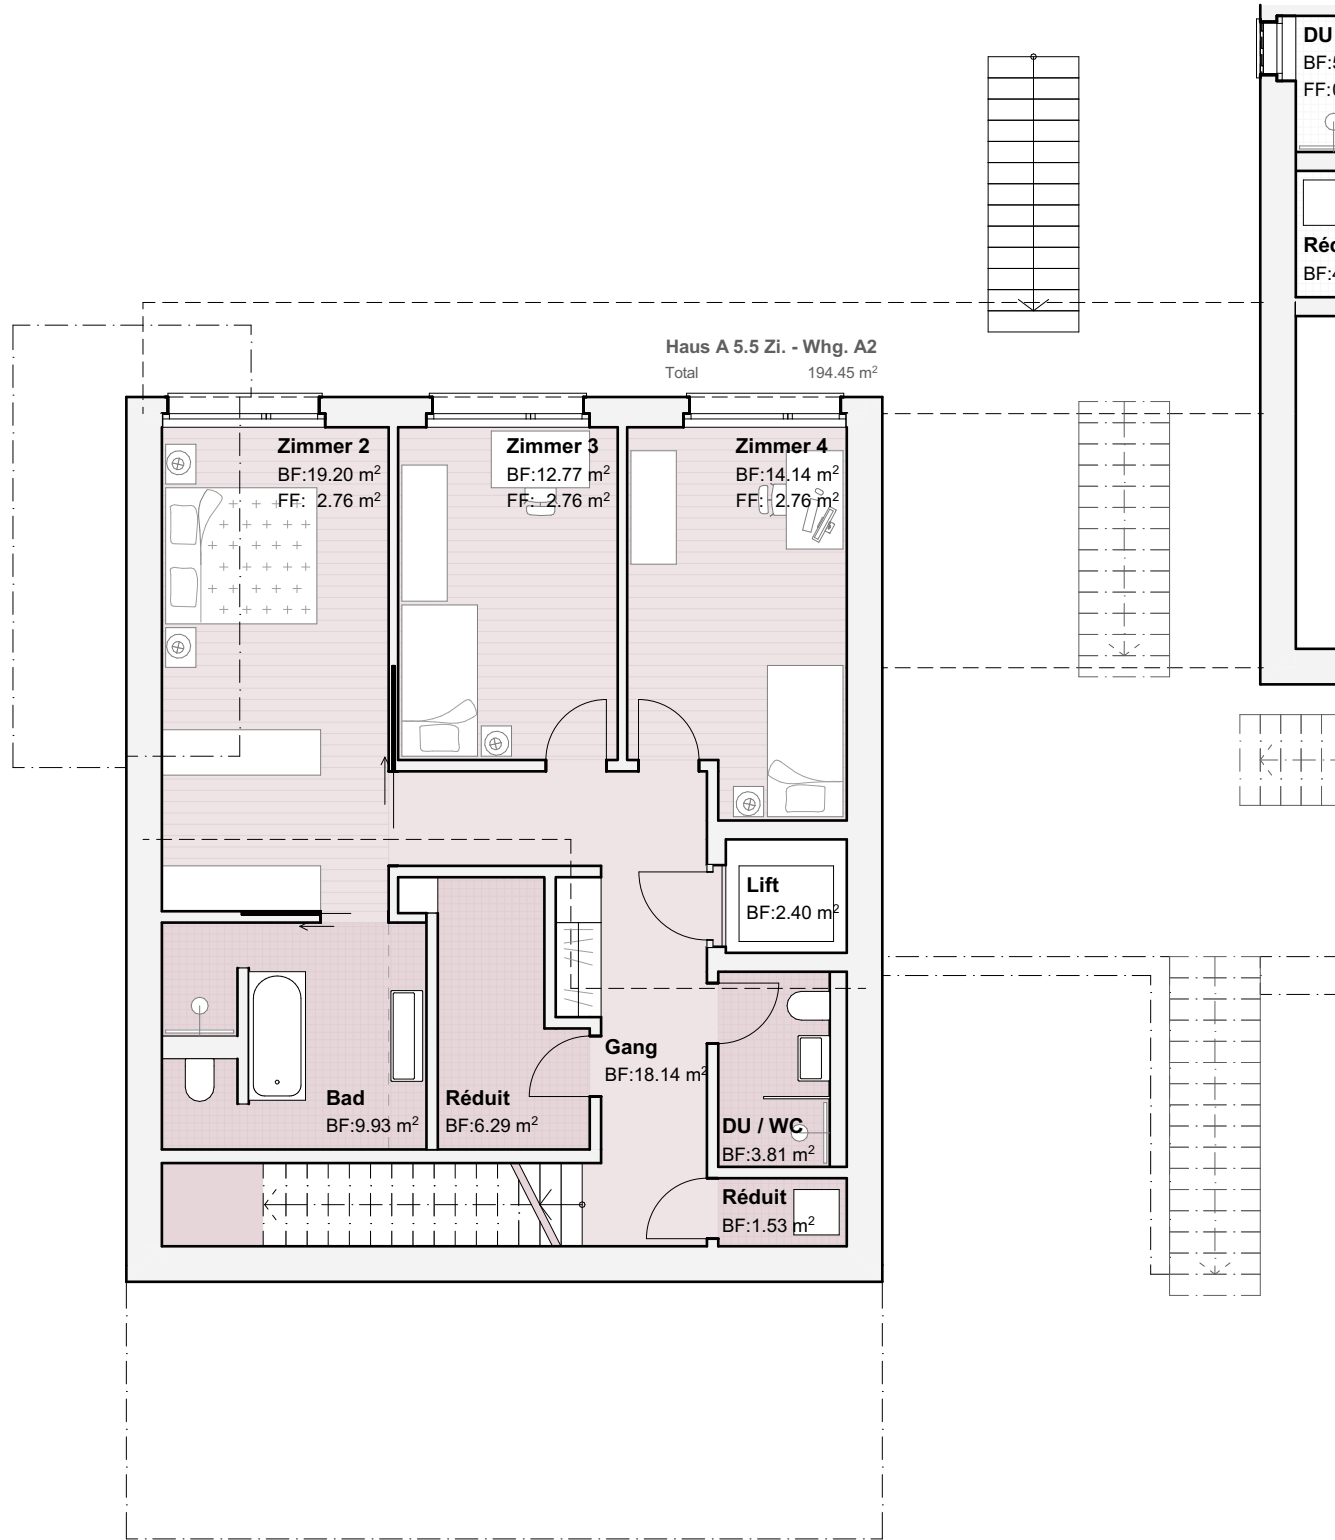 DU
Haus A 5.5 Zi. - Whg. A2
Total 194.45 m²
Zimmer 2
BF:19.20 m²
FF: 2.76 m²
Zimmer 3
BF:12.77 m²
FF: 2.76 m²
Zimmer 4
BF:14.14 m²
FF: 2.76 m²
Lift
BF:2.40 m²
Gang
BF:18.14 m²
Bad
BF:9.93 m²
Réduit
BF:6.29 m²
DU / WC
BF:3.81 m²
Réduit
BF:1.53 m²